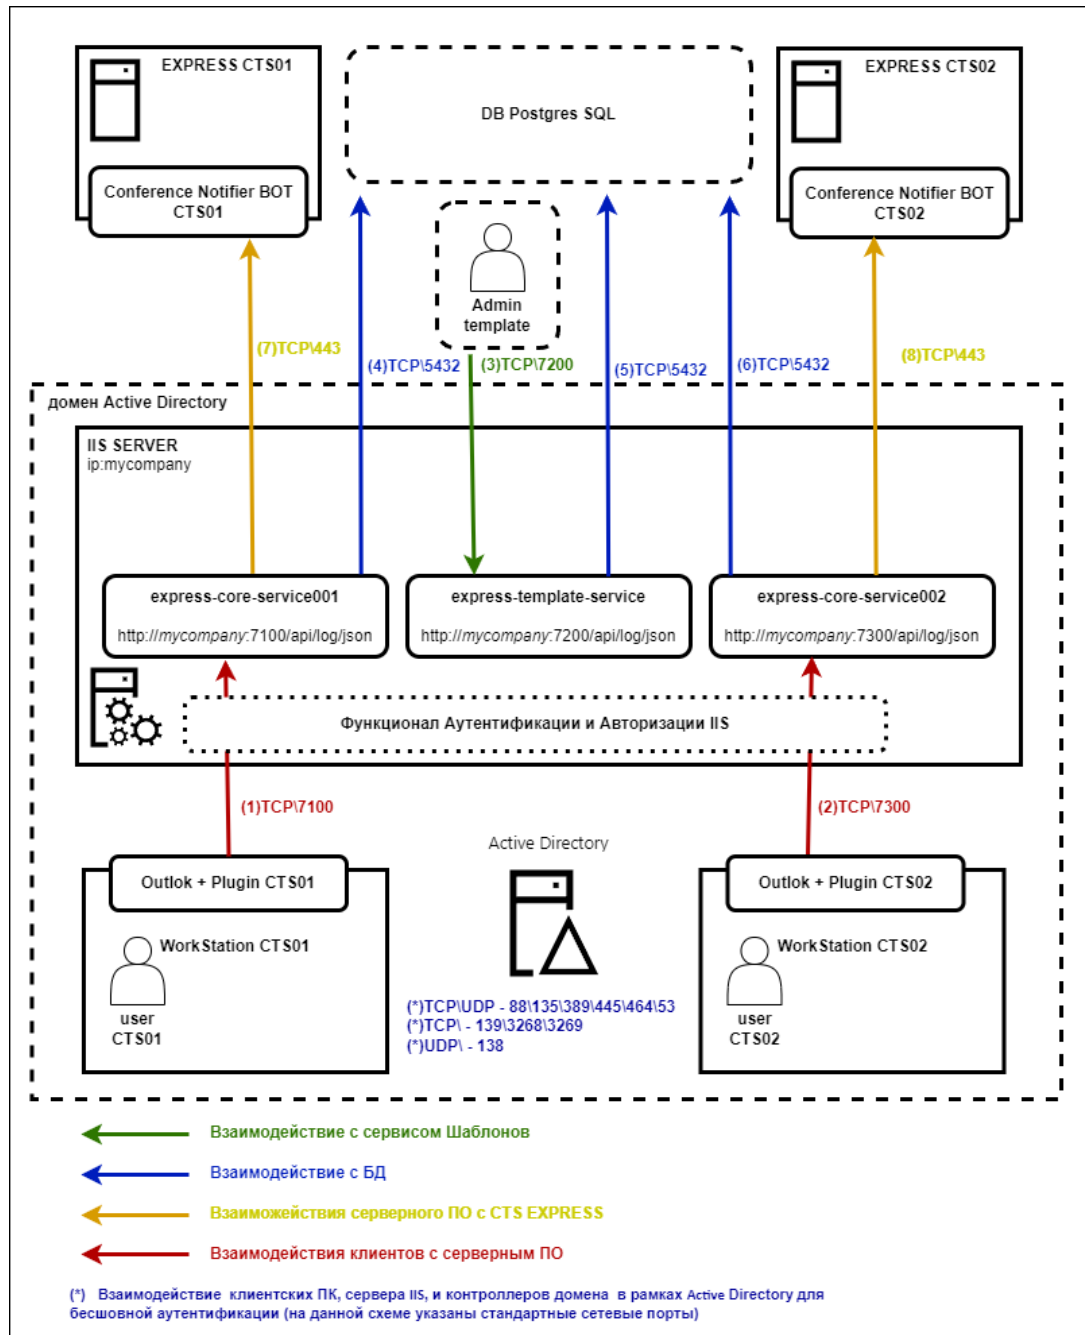 EXPRESS CTS01
DB Postgres SQL
EXPRESS CTS02
Conference Notifier BOT
CTS01
Conference Notifier BOT
CTS02
Admin
template
(7)TCP\443
(4)TCP\5432
(3)TCP\7200
(5)TCP\5432
(6)TCP\5432
(8)TCP\443
домен Active Directory
IIS SERVER
ip:mycompany
express-core-service001
http://mycompany:7100/api/log/json
express-template-service
http://mycompany:7200/api/log/json
express-core-service002
http://mycompany:7300/api/log/json
Функционал Аутентификации и Авторизации IIS
(1)TCP\7100
(2)TCP\7300
Active Directory
Outlok + Plugin CTS01
WorkStation CTS01
user
CTS01
Outlok + Plugin CTS02
WorkStation CTS02
user
CTS02
(*)TCP\UDP - 88\135\389\445\464\53
(*)TCP\ - 139\3268\3269
(*)UDP\ - 138
Взаимодействие с сервисом Шаблонов
Взаимодействие с БД
Взаиможействия серверного ПО с CTS EXPRESS
Взаимодействия клиентов с серверным ПО
(*) Взаимодействие клиентских ПК, сервера IIS, и контроллеров домена в рамках Active Directory для
бесшовной аутентификации (на данной схеме указаны стандартные сетевые порты)